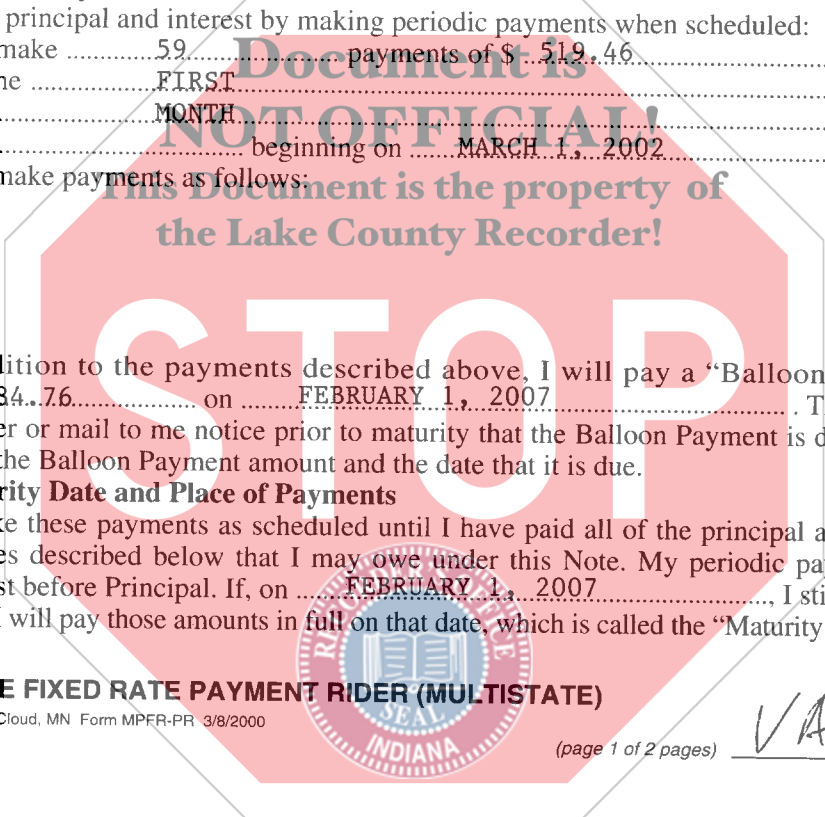 principal and interest by making periodic payments when scheduled:
make 59 payments of $ 519.46
Document is
ne FIRST
MONTH
NOT OFFICIAL!
beginning on MARCH 1, 2002
make payments as follows:
This Document is the property of
the Lake County Recorder!
STOP
lition to the payments described above, I will pay a “Balloon
34.76 on FEBRUARY 1, 2007 . T
er or mail to me notice prior to maturity that the Balloon Payment is d
the Balloon Payment amount and the date that it is due.
rity Date and Place of Payments
ke these payments as scheduled until I have paid all of the principal a
es described below that I may owe under this Note. My periodic pa
st before Principal. If, on FEBRUARY 1, 2007 , I sti
I will pay those amounts in full on that date, which is called the “Maturity
RECORDER'S OFFICE
SEAL
INDIANA
E FIXED RATE PAYMENT RIDER (MULTISTATE)
Cloud, MN Form MPFR-PR 3/8/2000
(page 1 of 2 pages)
VA